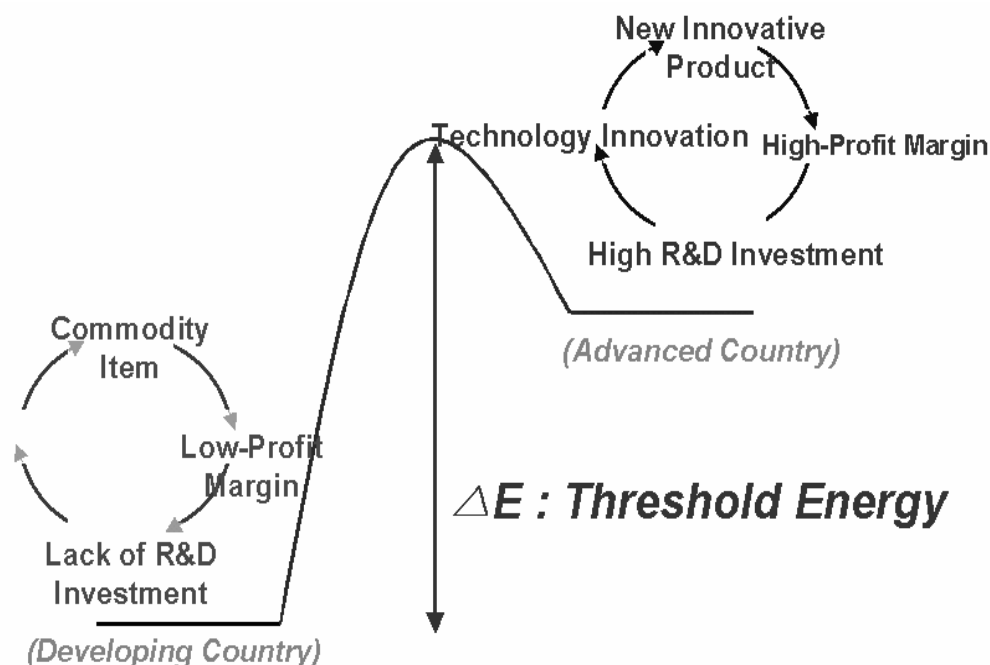 New Innovative
Product
Technology Innovation
High-Profit Margin
High R&D Investment
(Advanced Country)
Commodity
Item
Low-Profit
Margin
Lack of R&D
Investment
(Developing Country)
△E : Threshold Energy